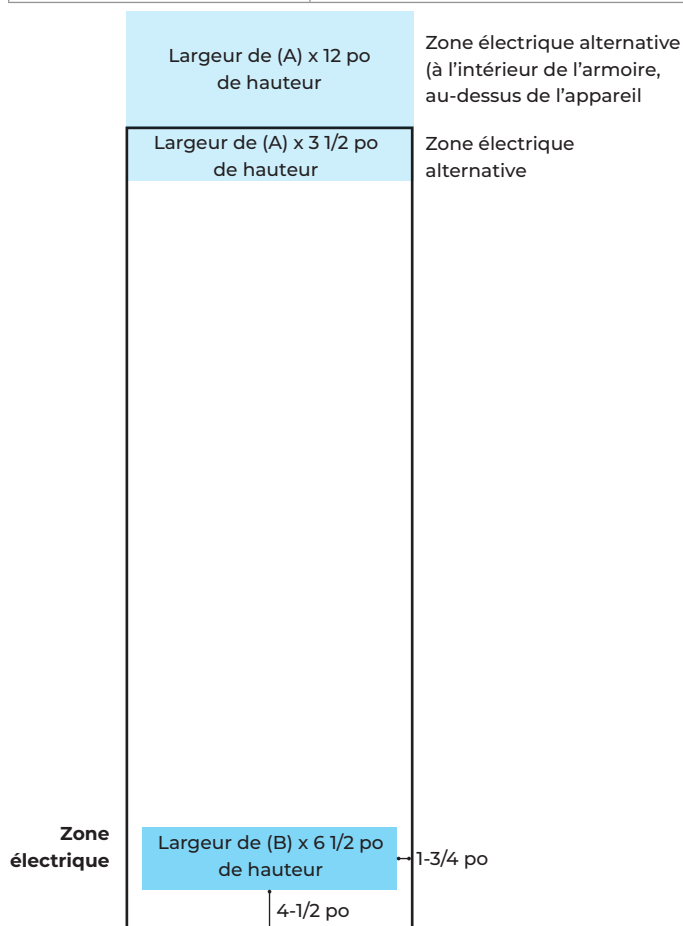 Largeur de (A) x 12 po
de hauteur
Zone électrique alternative
(à l'intérieur de l'armoire,
au-dessus de l'appareil
Largeur de (A) x 3 1/2 po
de hauteur
Zone électrique
alternative
Zone
électrique
Largeur de (B) x 6 1/2 po
de hauteur
1-3/4 po
4-1/2 po